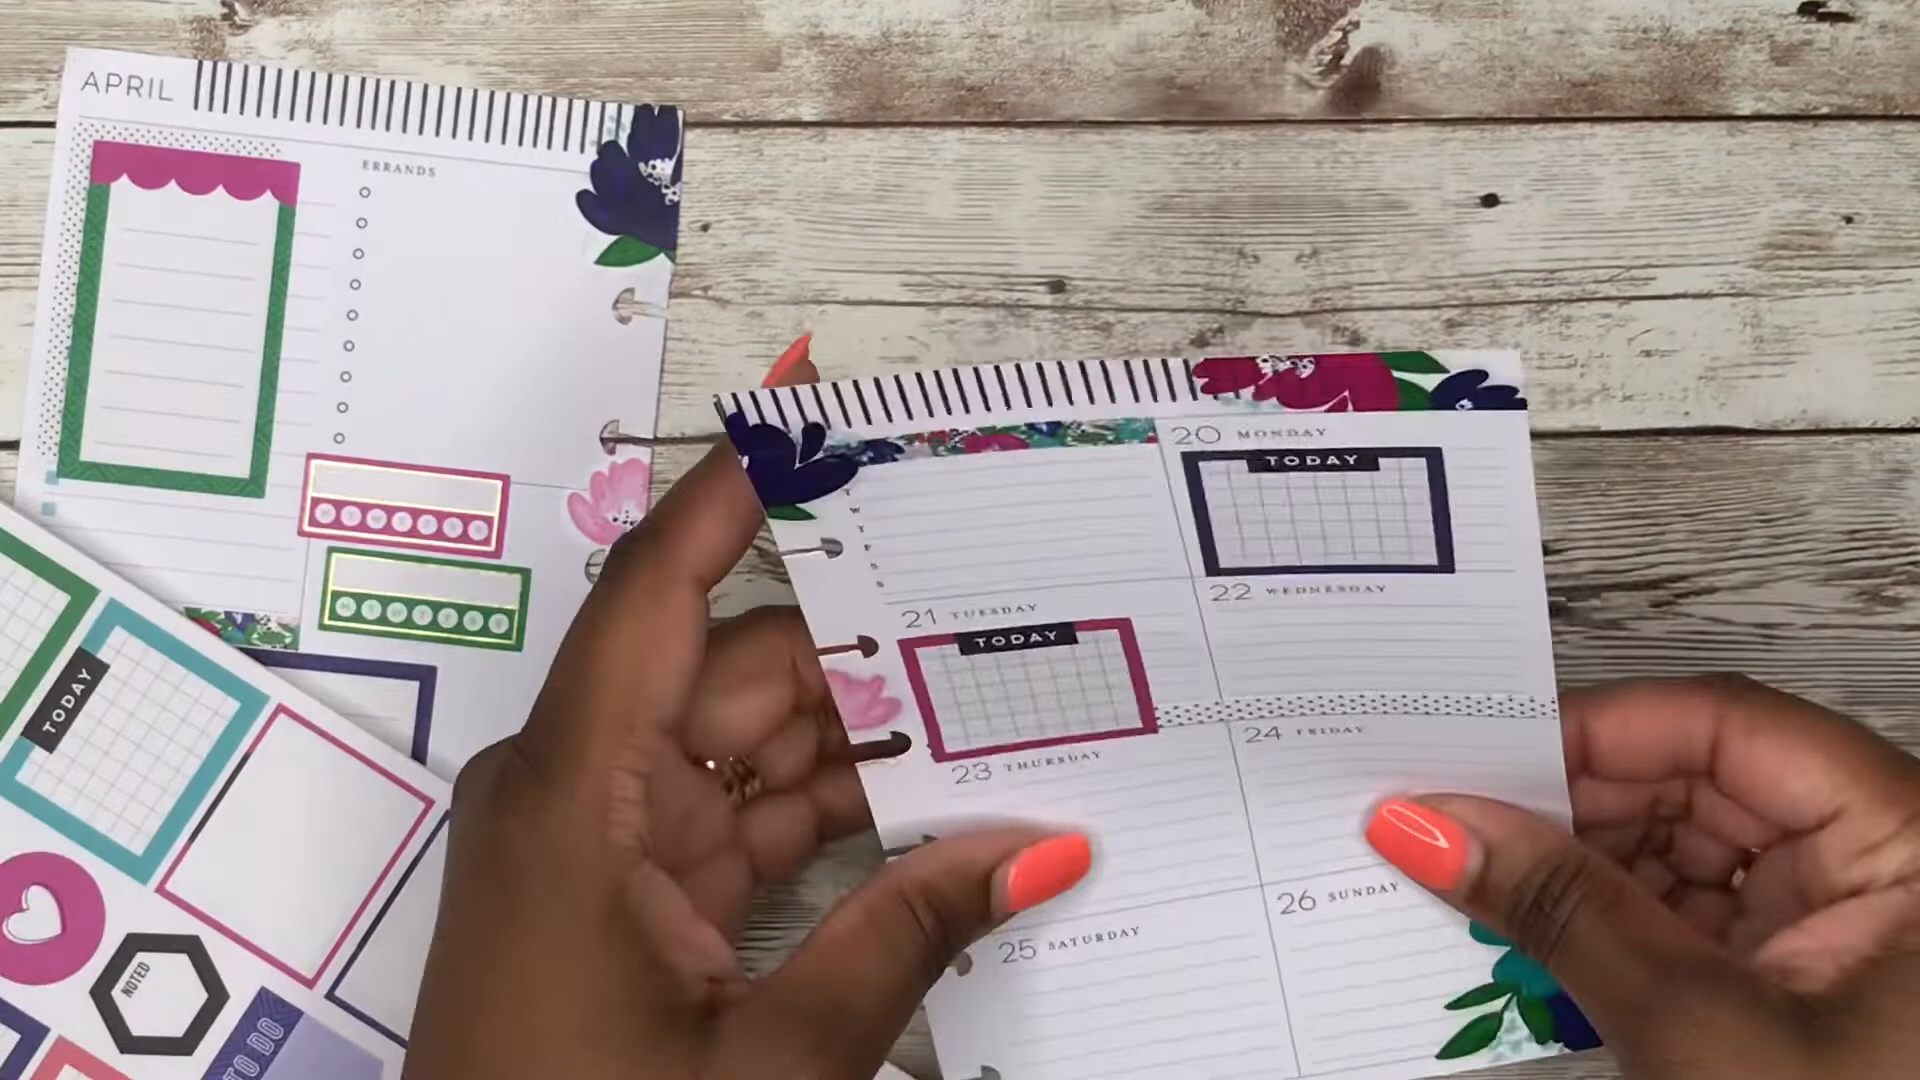 APRIL
ERRANDS
M T W T F S S
M T W T F S S
TODAY
NOTED
TO DO
20 MONDAY
TODAY
T
W
T
F
S
S
21 TUESDAY
TODAY
22 WEDNESDAY
23 THURSDAY
24 FRIDAY
25 SATURDAY
26 SUNDAY